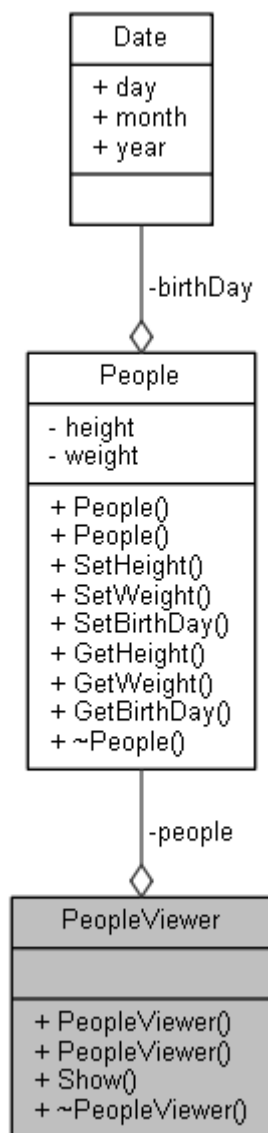 Date
+ day
+ month
+ year
-birthDay
People
- height
- weight
+ People()
+ People()
+ SetHeight()
+ SetWeight()
+ SetBirthDay()
+ GetHeight()
+ GetWeight()
+ GetBirthDay()
+ ~People()
-people
PeopleViewer
+ PeopleViewer()
+ PeopleViewer()
+ Show()
+ ~PeopleViewer()